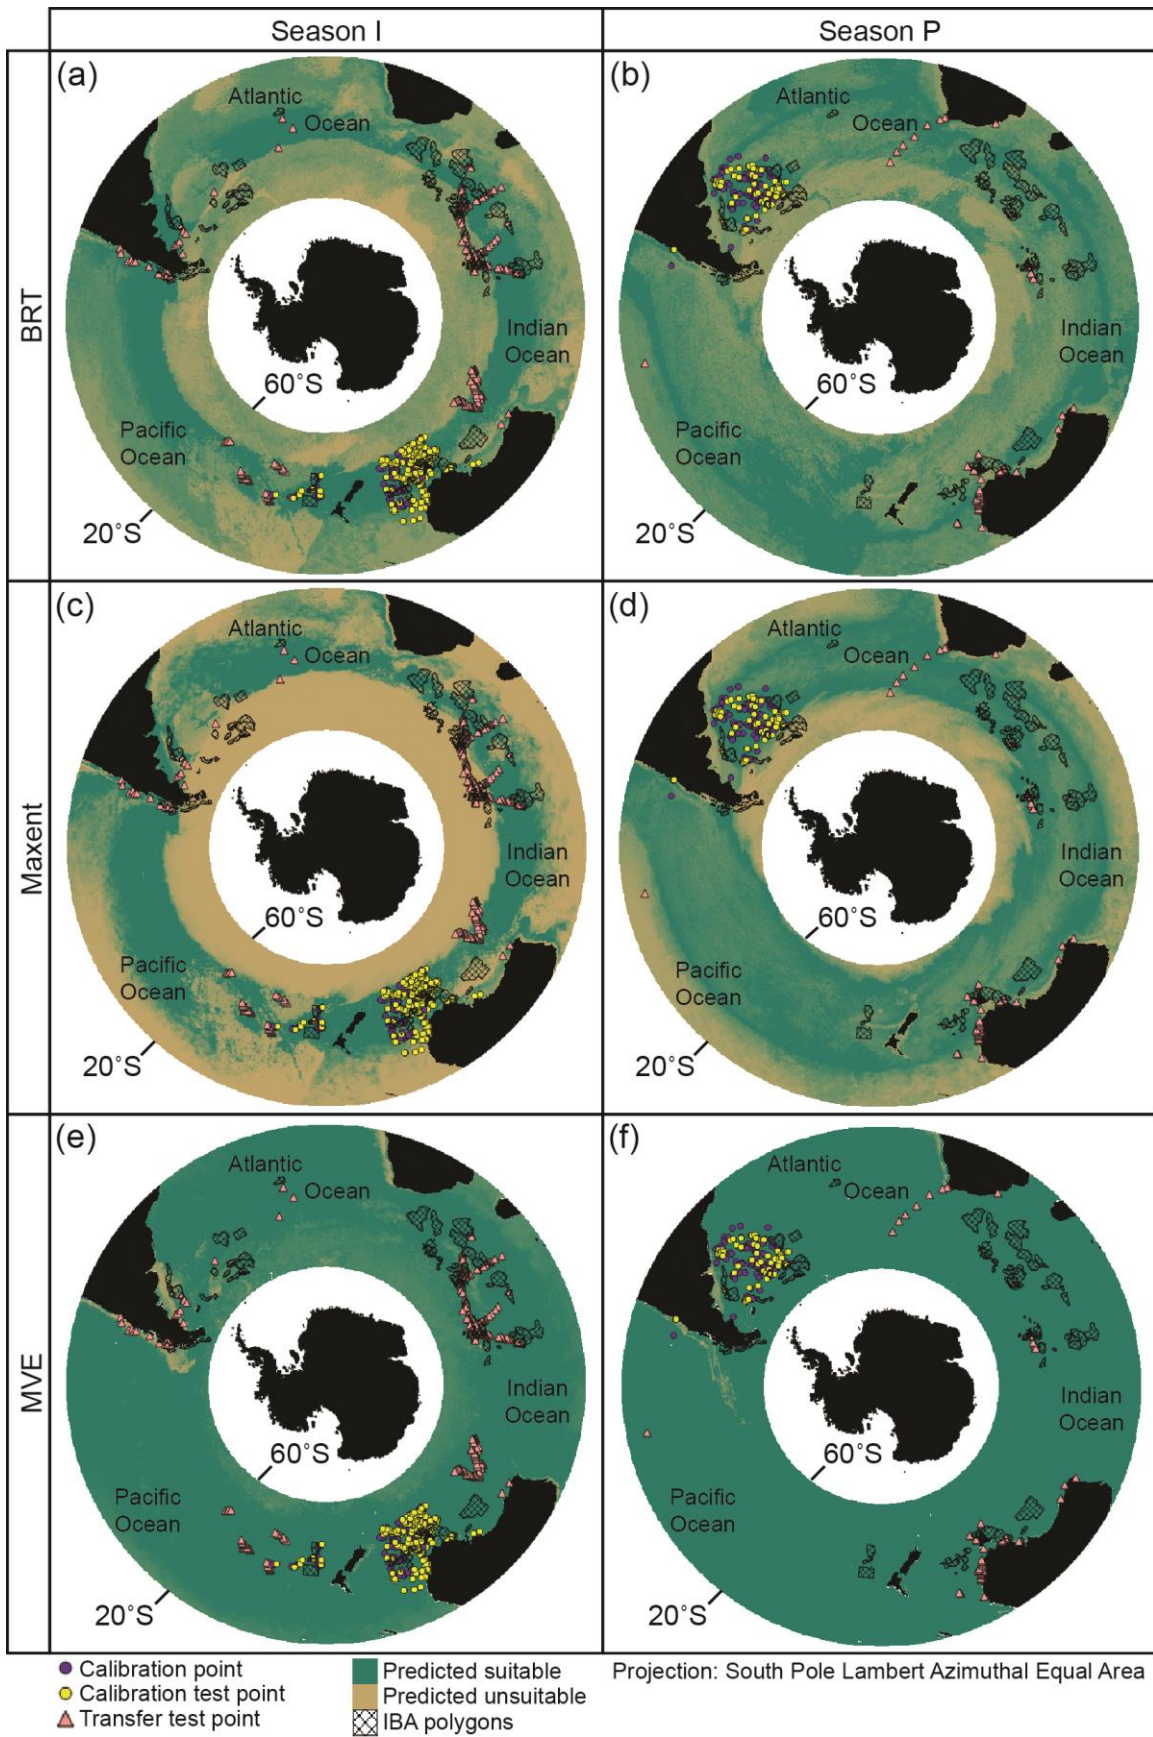 Season I
Season P
BRT
(a)
Atlantic
Ocean
Indian
Ocean
Pacific
Ocean
60°S
20°S
(b)
Atlantic
Ocean
Indian
Ocean
Pacific
Ocean
60°S
20°S
Maxent
(c)
Atlantic
Ocean
Indian
Ocean
Pacific
Ocean
60°S
20°S
(d)
Atlantic
Ocean
Indian
Ocean
Pacific
Ocean
60°S
20°S
MVE
(e)
Atlantic
Ocean
Indian
Ocean
Pacific
Ocean
60°S
20°S
(f)
Atlantic
Ocean
Indian
Ocean
Pacific
Ocean
60°S
20°S
Calibration point
Calibration test point
Transfer test point
Predicted suitable
Predicted unsuitable
IBA polygons
Projection: South Pole Lambert Azimuthal Equal Area